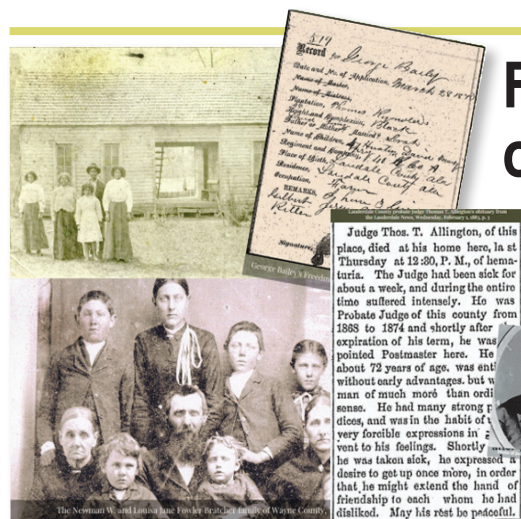 F
o
519
Record for George Bailey
Date and No. of Application, March 28 1870
Name of Master,
Name of Mistress,
Plantation, Thomas
Height and Complexion, Black
Father or Mother? Married?
Name of Children,
Regiment and Company,
Place of Birth, Lauderdale County Ala
Residence, Lauderdale County Ala
Occupation, Farmer
REMARKS,
Signature,
George Bailey's Freedm
Lauderdale County probate judge Thomas T. Allington's obituary from
the Lauderdale News, Wednesday, February 1, 1883, p. 3
Judge Thos. T. Allington, of this
place, died at his home here, last
Thursday at 12:30, P. M., of hema-
turia. The Judge had been sick for
about a week, and during the entire
time suffered intensely. He was
Probate Judge of this county from
1868 to 1874 and shortly after
expiration of his term, he was
pointed Postmaster here. He
about 72 years of age. was enti
without early advantages. but w
man of much more than ordi
sense. He had many strong p
dices, and was in the habit of
very forcible expressions in
vent to his feelings. Shortly
he was taken sick, he expressed a
desire to get up once more, in order
that he might extend the hand of
friendship to each whom he had
disliked. May his rest be peaceful.
The Newman W. and Louisa Jane Fowler Bratcher family of Wayne County,